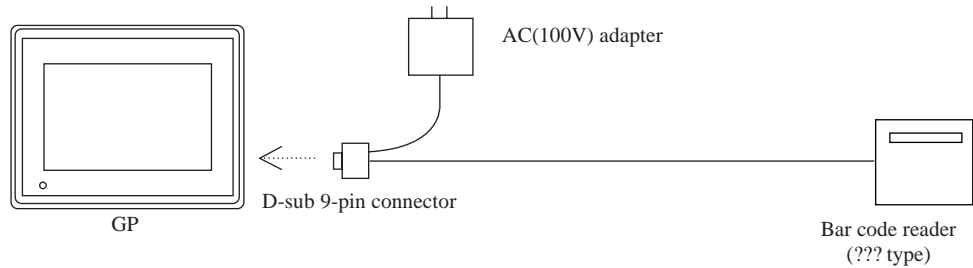 AC(100V) adapter
D-sub 9-pin connector
GP
Bar code reader
(??? type)